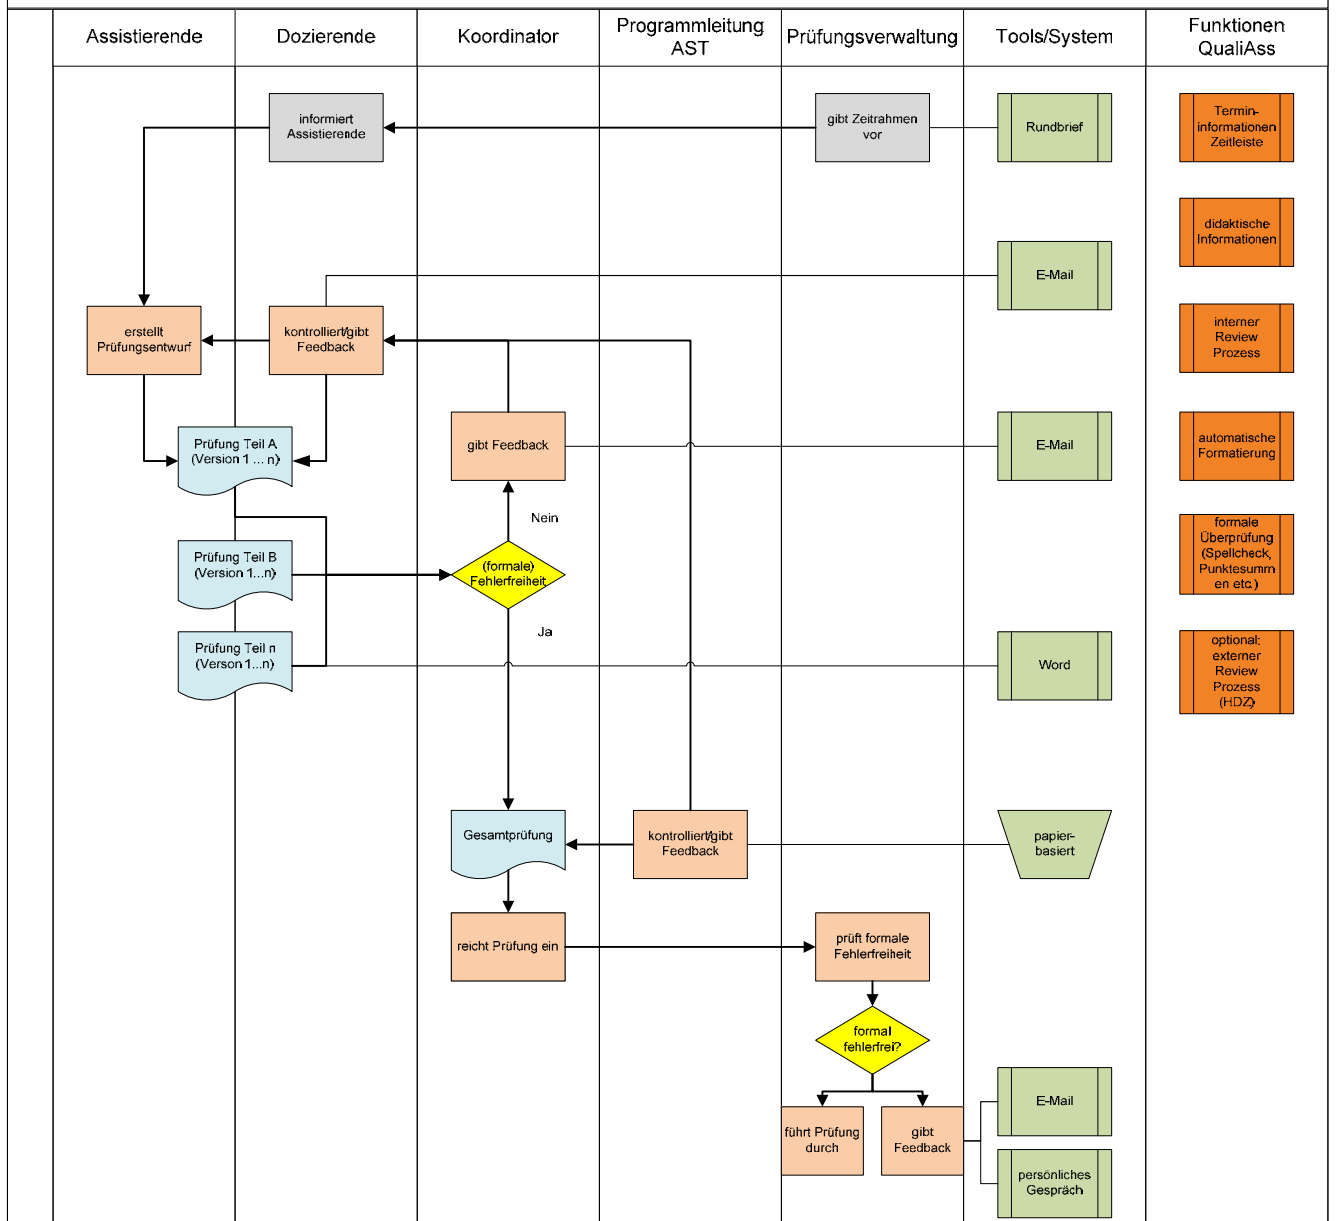 Assistierende
Dozierende
Koordinator
Programmleitung
AST
Prüfungsverwaltung
Tools/System
Funktionen
QualiAss
informiert
Assistierende
gibt Zeitrahmen
vor
Rundbrief
Termin-
informationen
Zeitleiste
didaktische
Informationen
E-Mail
erstellt
Prüfungsentwurf
kontrolliert/gibt
Feedback
interner
Review
Prozess
Prüfung Teil A
(Version 1 ... n)
gibt Feedback
E-Mail
automatische
Formatierung
Nein
Prüfung Teil B
(Version 1...n)
(formale)
Fehlerfreiheit
formale
Überprüfung
(Spellcheck,
Punktesumm
en etc.)
Ja
Prüfung Teil n
(Verson 1...n)
Word
optional:
externer
Review
Prozess
(HDZ)
Gesamtprüfung
kontrolliert/gibt
Feedback
papier-
basiert
reicht Prüfung ein
prüft formale
Fehlerfreiheit
formal
fehlerfrei?
führt Prüfung
durch
gibt
Feedback
E-Mail
persönliches
Gespräch